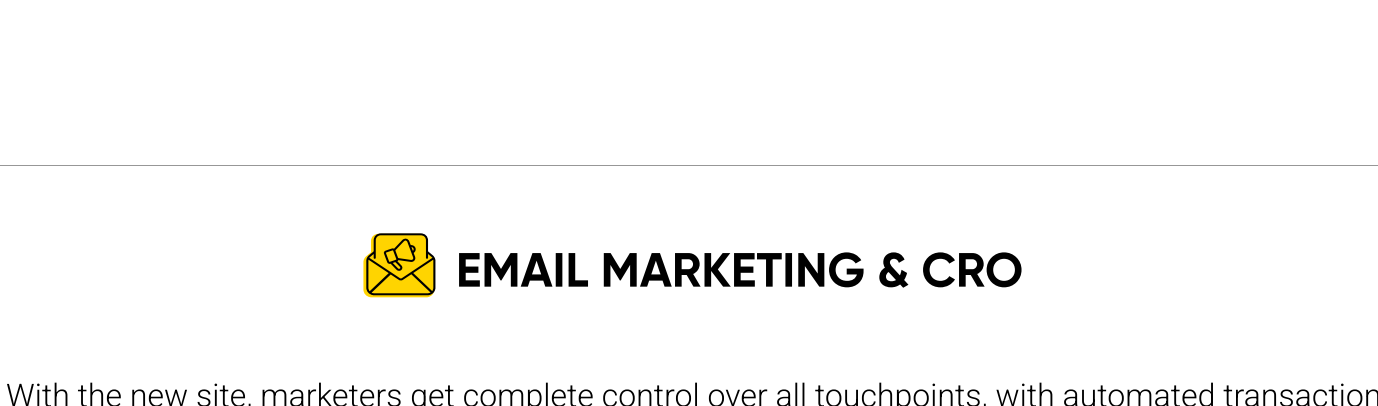 EMAIL MARKETING & CRO
With the new site, marketers get complete control over all touchpoints, with automated transaction